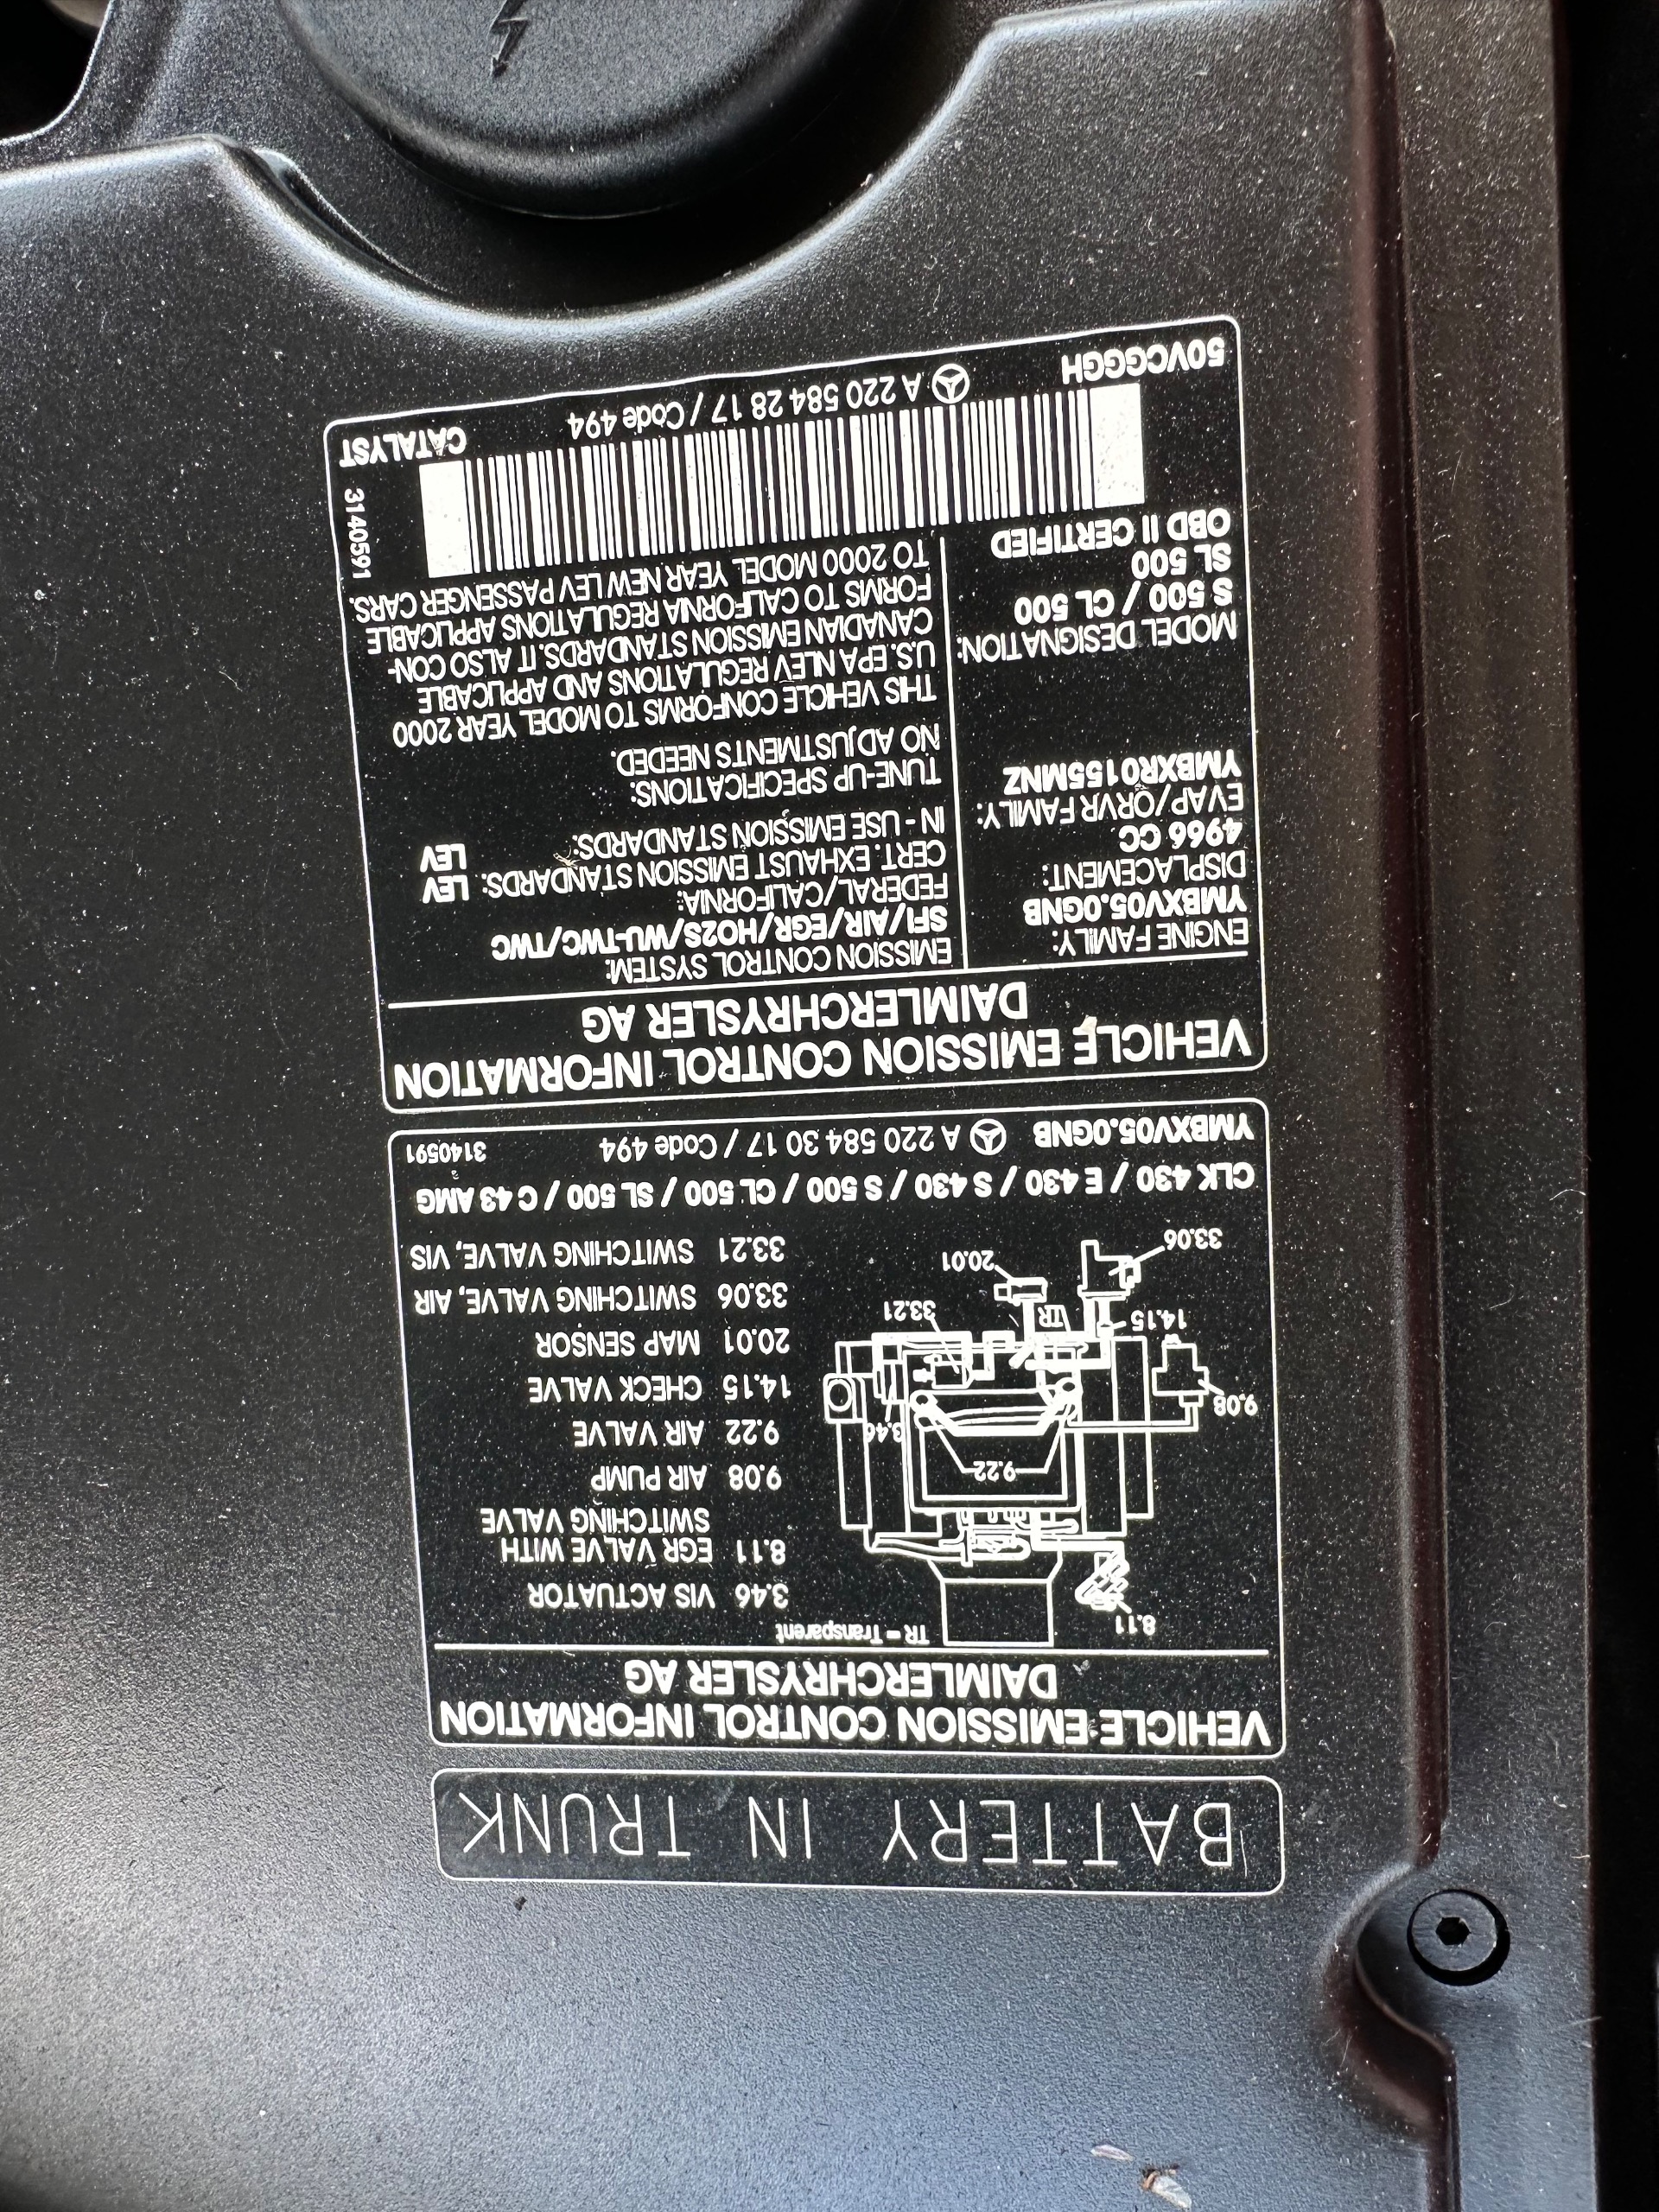 BATTERY IN TRUNK
VEHICLE EMISSION CONTROL INFORMATION
DAIMLERCHRYSLER AG
TR = Transparent
8.11
9.22
9.08
3.46
14.15
TR
33.21
33.06
20.01
3.46 VIS ACTUATOR
8.11 EGR VALVE WITH
SWITCHING VALVE
9.08 AIR PUMP
9.22 AIR VALVE
14.15 CHECK VALVE
20.01 MAP SENSOR
33.06 SWITCHING VALVE, AIR
33.21 SWITCHING VALVE, VIS
CLK 430 / E 430 / S 430 / S 500 / CL 500 / SL 500 / C 43 AMG
YMBXV05.0GNB A 220 584 30 17 / Code 494 3140591
VEHICLE EMISSION CONTROL INFORMATION
DAIMLERCHRYSLER AG
ENGINE FAMILY:
YMBXV05.0GNB
DISPLACEMENT:
4966 CC
EVAP/ORVR FAMILY:
YMBXR0155MNZ
MODEL DESIGNATION:
S 500 / CL 500
SL 500
OBD II CERTIFIED
EMISSION CONTROL SYSTEM:
SFI/AIR/EGR/HO2S/WU-TWC/TWC
FEDERAL/CALIFORNIA:
CERT. EXHAUST EMISSION STANDARDS: LEV
IN - USE EMISSION STANDARDS: LEV
TUNE-UP SPECIFICATIONS:
NO ADJUSTMENTS NEEDED.
THIS VEHICLE CONFORMS TO MODEL YEAR 2000
U.S. EPA NLEV REGULATIONS AND APPLICABLE
CANADIAN EMISSION STANDARDS. IT ALSO CON-
FORMS TO CALIFORNIA REGULATIONS APPLICABLE
TO 2000 MODEL YEAR NEW LEV PASSENGER CARS.
3140591
50VCGGGH A 220 584 28 17 / Code 494 CATALYST